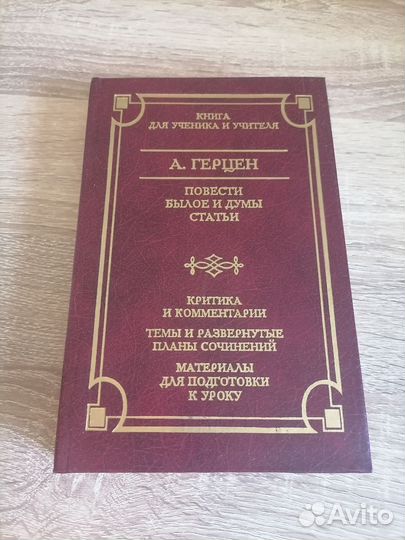 КНИГА
ДЛЯ УЧЕНИКА И УЧИТЕЛЯ
А. ГЕРЦЕН
ПОВЕСТИ
БЫЛОЕ И ДУМЫ
СТАТЬИ
КРИТИКА
И КОММЕНТАРИИ
ТЕМЫ И РАЗВЕРНУТЫЕ
ПЛАНЫ СОЧИНЕНИЙ
МАТЕРИАЛЫ
ДЛЯ ПОДГОТОВКИ
К УРОКУ
Avito